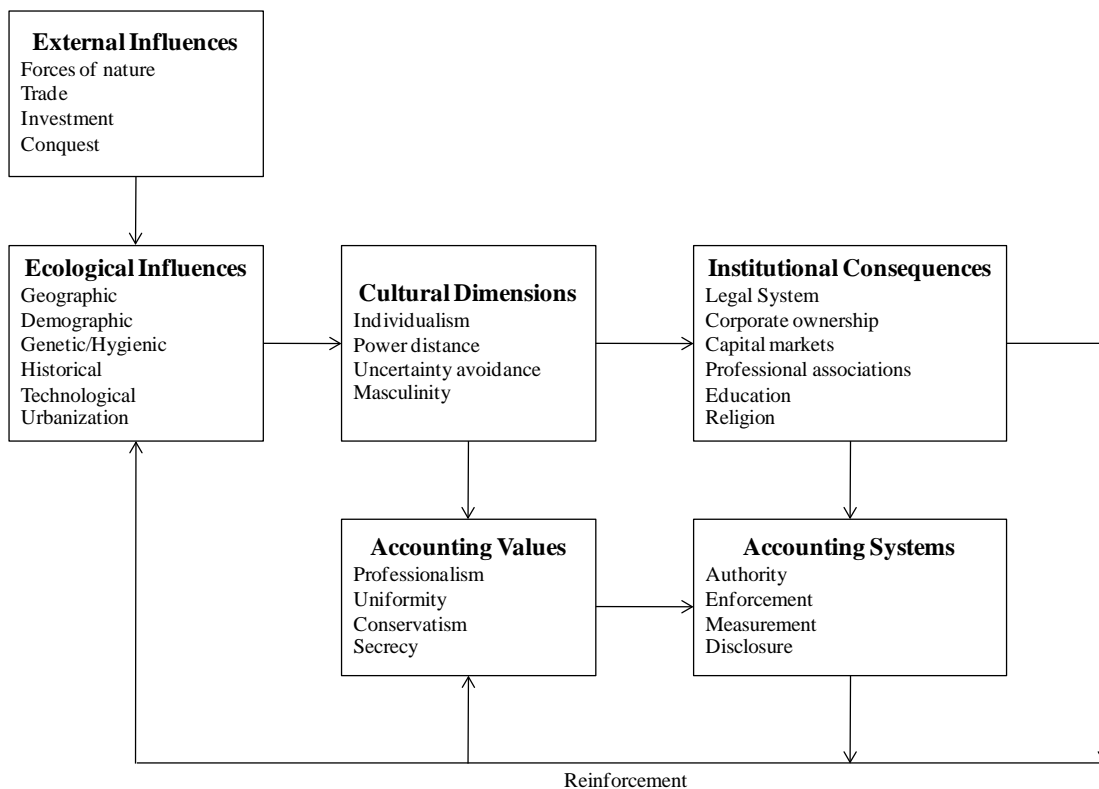 External Influences
Forces of nature
Trade
Investment
Conquest
Ecological Influences
Geographic
Demographic
Genetic/Hygienic
Historical
Technological
Urbanization
Cultural Dimensions
Individualism
Power distance
Uncertainty avoidance
Masculinity
Institutional Consequences
Legal System
Corporate ownership
Capital markets
Professional associations
Education
Religion
Accounting Values
Professionalism
Uniformity
Conservatism
Secrecy
Accounting Systems
Authority
Enforcement
Measurement
Disclosure
Reinforcement